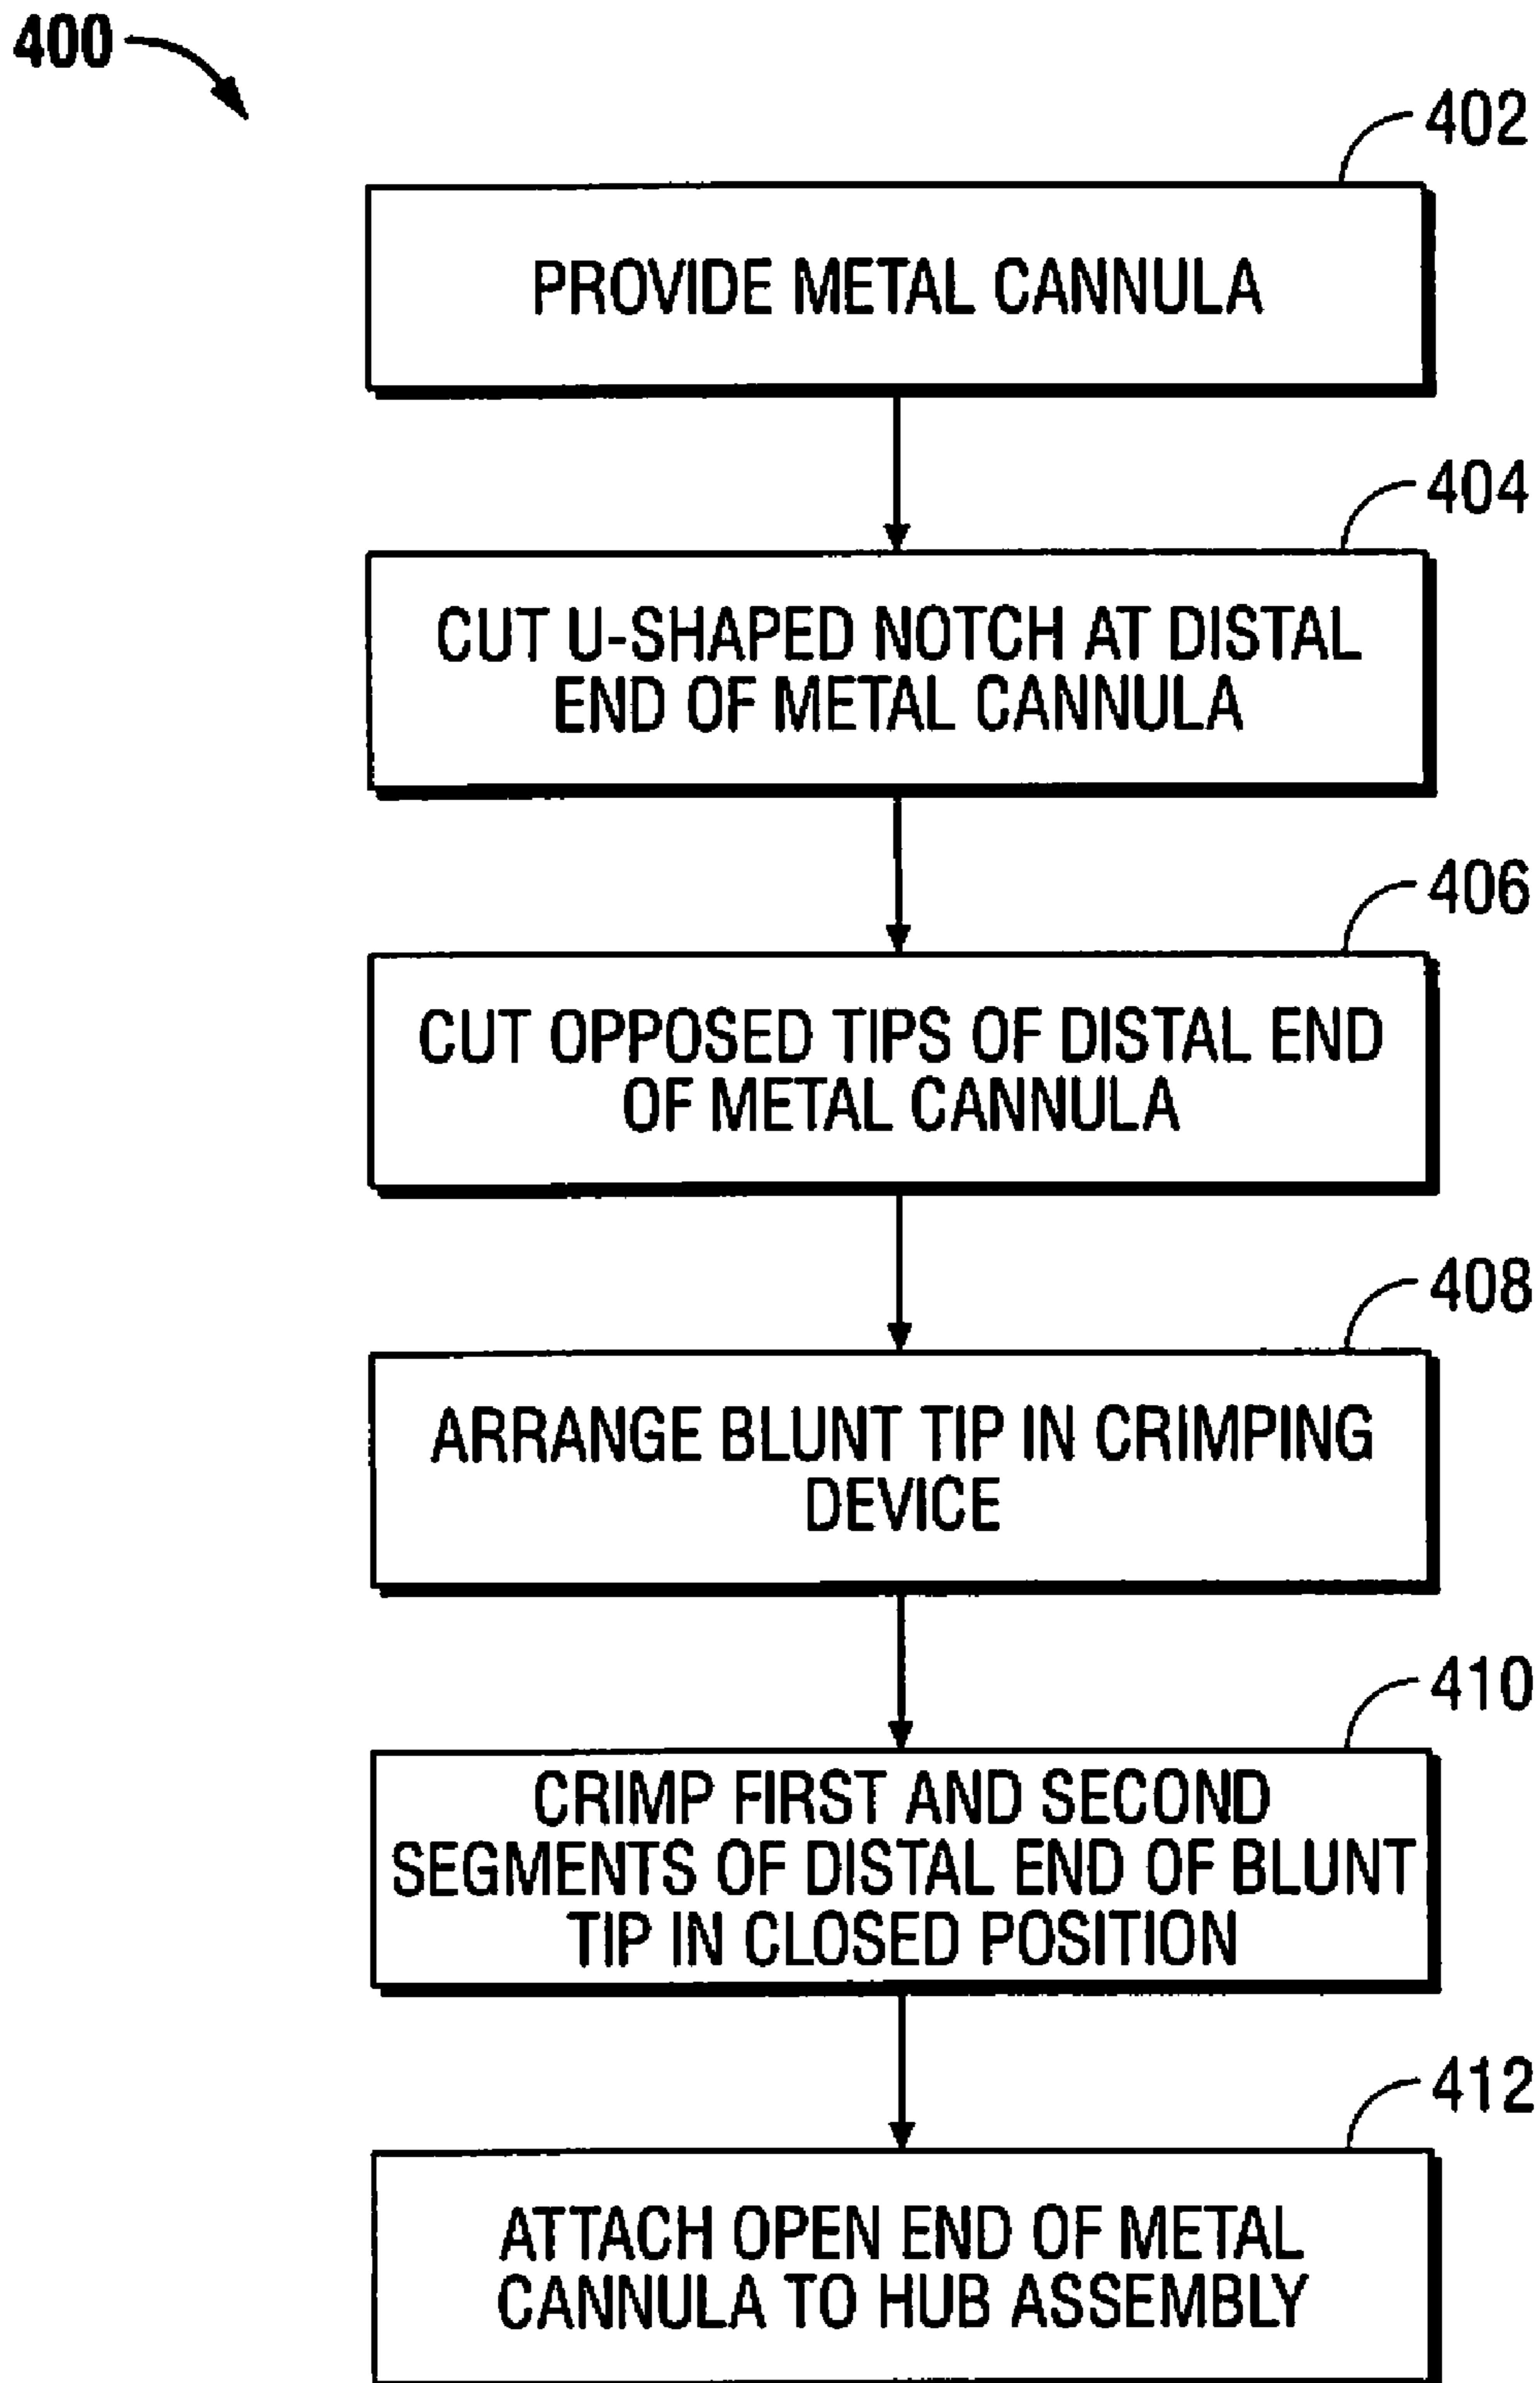 400
402
PROVIDE METAL CANNULA
404
CUT U-SHAPED NOTCH AT DISTAL
END OF METAL CANNULA
406
CUT OPPOSED TIPS OF DISTAL END
OF METAL CANNULA
408
ARRANGE BLUNT TIP IN CRIMPING
DEVICE
410
CRIMP FIRST AND SECOND
SEGMENTS OF DISTAL END OF BLUNT
TIP IN CLOSED POSITION
412
ATTACH OPEN END OF METAL
CANNULA TO HUB ASSEMBLY